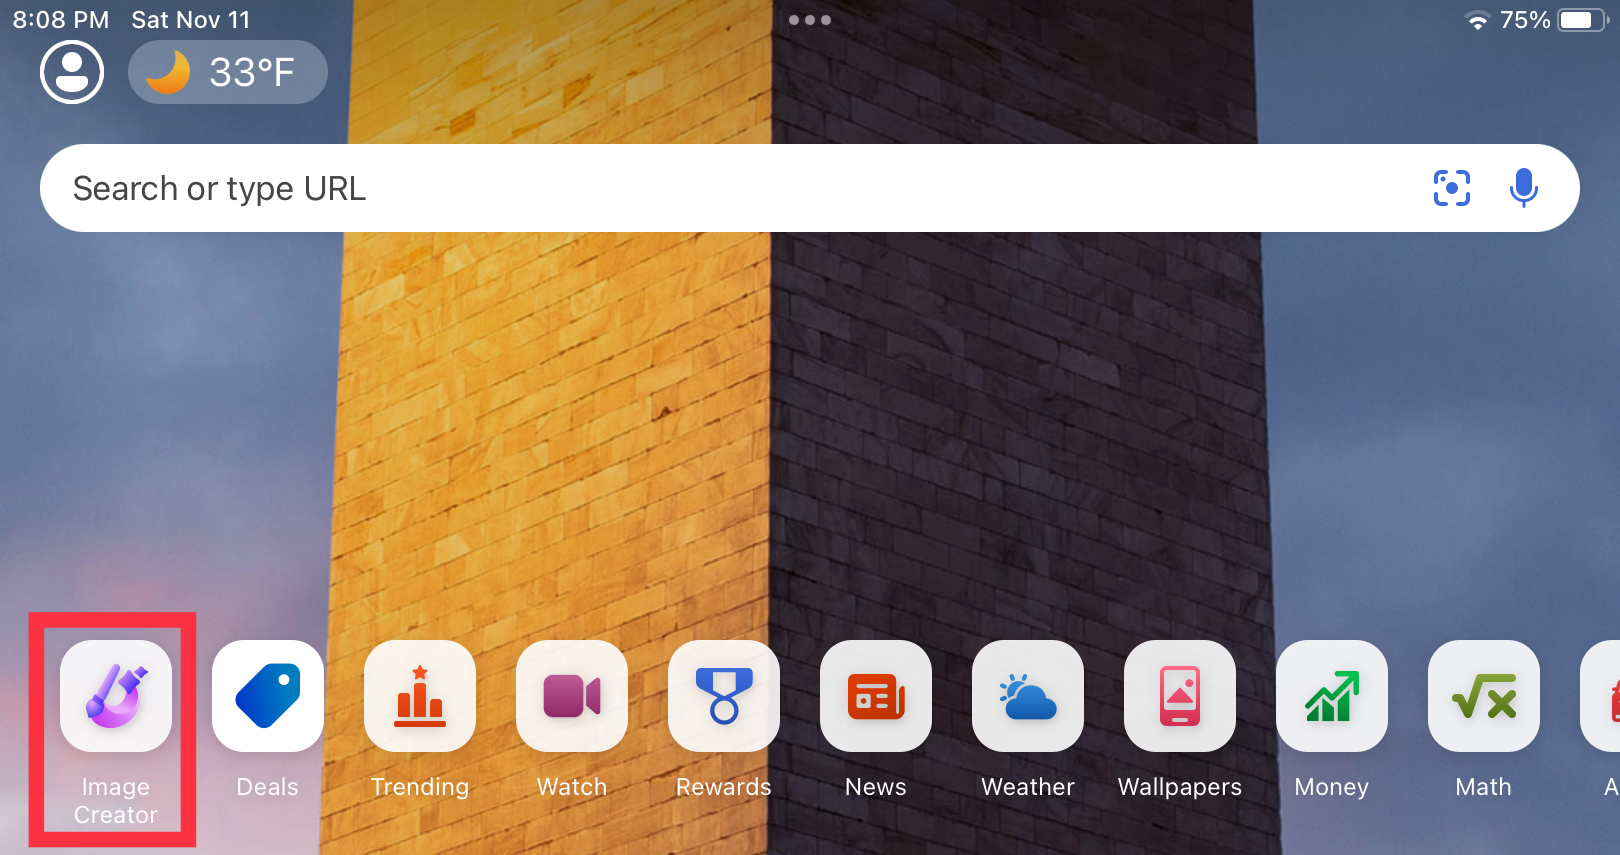 8:08 PM Sat Nov 11 75%
33°F
Search or type URL
Image Creator Deals Trending Watch Rewards News Weather Wallpapers Money Math A